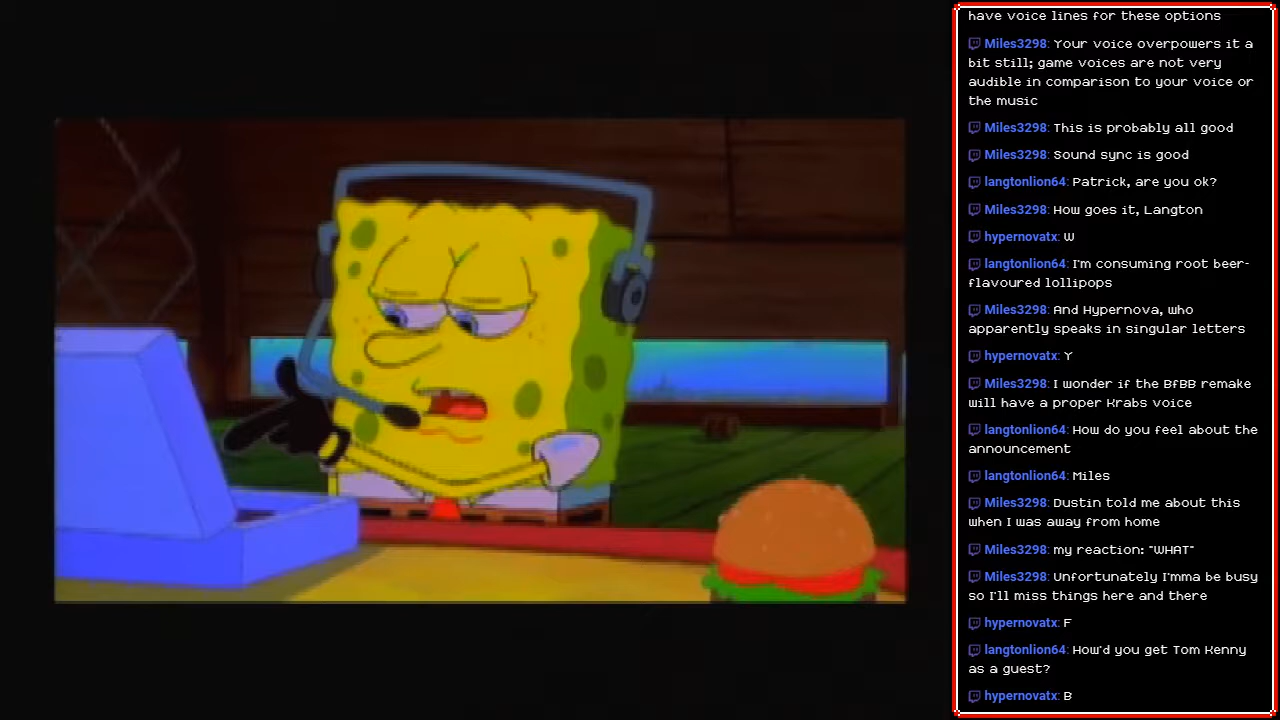 have voice lines for these options
Miles3298: Your voice overpowers it a
bit still; game voices are not very
audible in comparison to your voice or
the music
Miles3298: This is probably all good
Miles3298: Sound sync is good
langtonlion64: Patrick, are you ok?
Miles3298: How goes it, Langton
hypernovatx: W
langtonlion64: I'm consuming root beer-
flavoured lollipops
Miles3298: And Hypernova, who
apparently speaks in singular letters
hypernovatx: Y
Miles3298: I wonder if the BfBB remake
will have a proper Krabs voice
langtonlion64: How do you feel about the
announcement
langtonlion64: Miles
Miles3298: Dustin told me about this
when I was away from home
Miles3298: my reaction: "WHAT"
Miles3298: Unfortunately I'mma be busy
so I'll miss things here and there
hypernovatx: F
langtonlion64: How'd you get Tom Kenny
as a guest?
hypernovatx: B